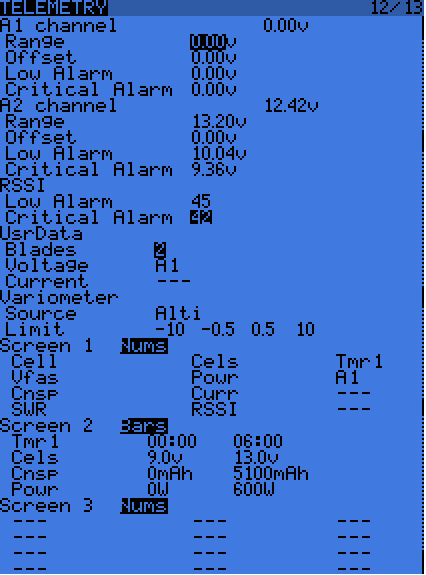 TELEMETRY 12/13
A1 channel 0.00v
Range 0.00v
Offset 0.00v
Low Alarm 0.00v
Critical Alarm 0.00v
A2 channel 12.42v
Range 13.20v
Offset 0.00v
Low Alarm 10.04v
Critical Alarm 9.36v
RSSI
Low Alarm 45
Critical Alarm 42
UsrData
Blades 2
Voltage A1
Current ---
Variometer
Source Alti
Limit -10 -0.5 0.5 10
Screen 1 Nums
Cell Cels Tmr1
Vfas Powr A1
Cnsp Curr ---
SWR RSSI ---
Screen 2 Bars
Tmr1 00:00 06:00
Cels 9.0v 13.0v
Cnsp 0mAh 5100mAh
Powr 0W 600W
Screen 3 Nums
--- --- ---
--- --- ---
--- --- ---
--- --- ---